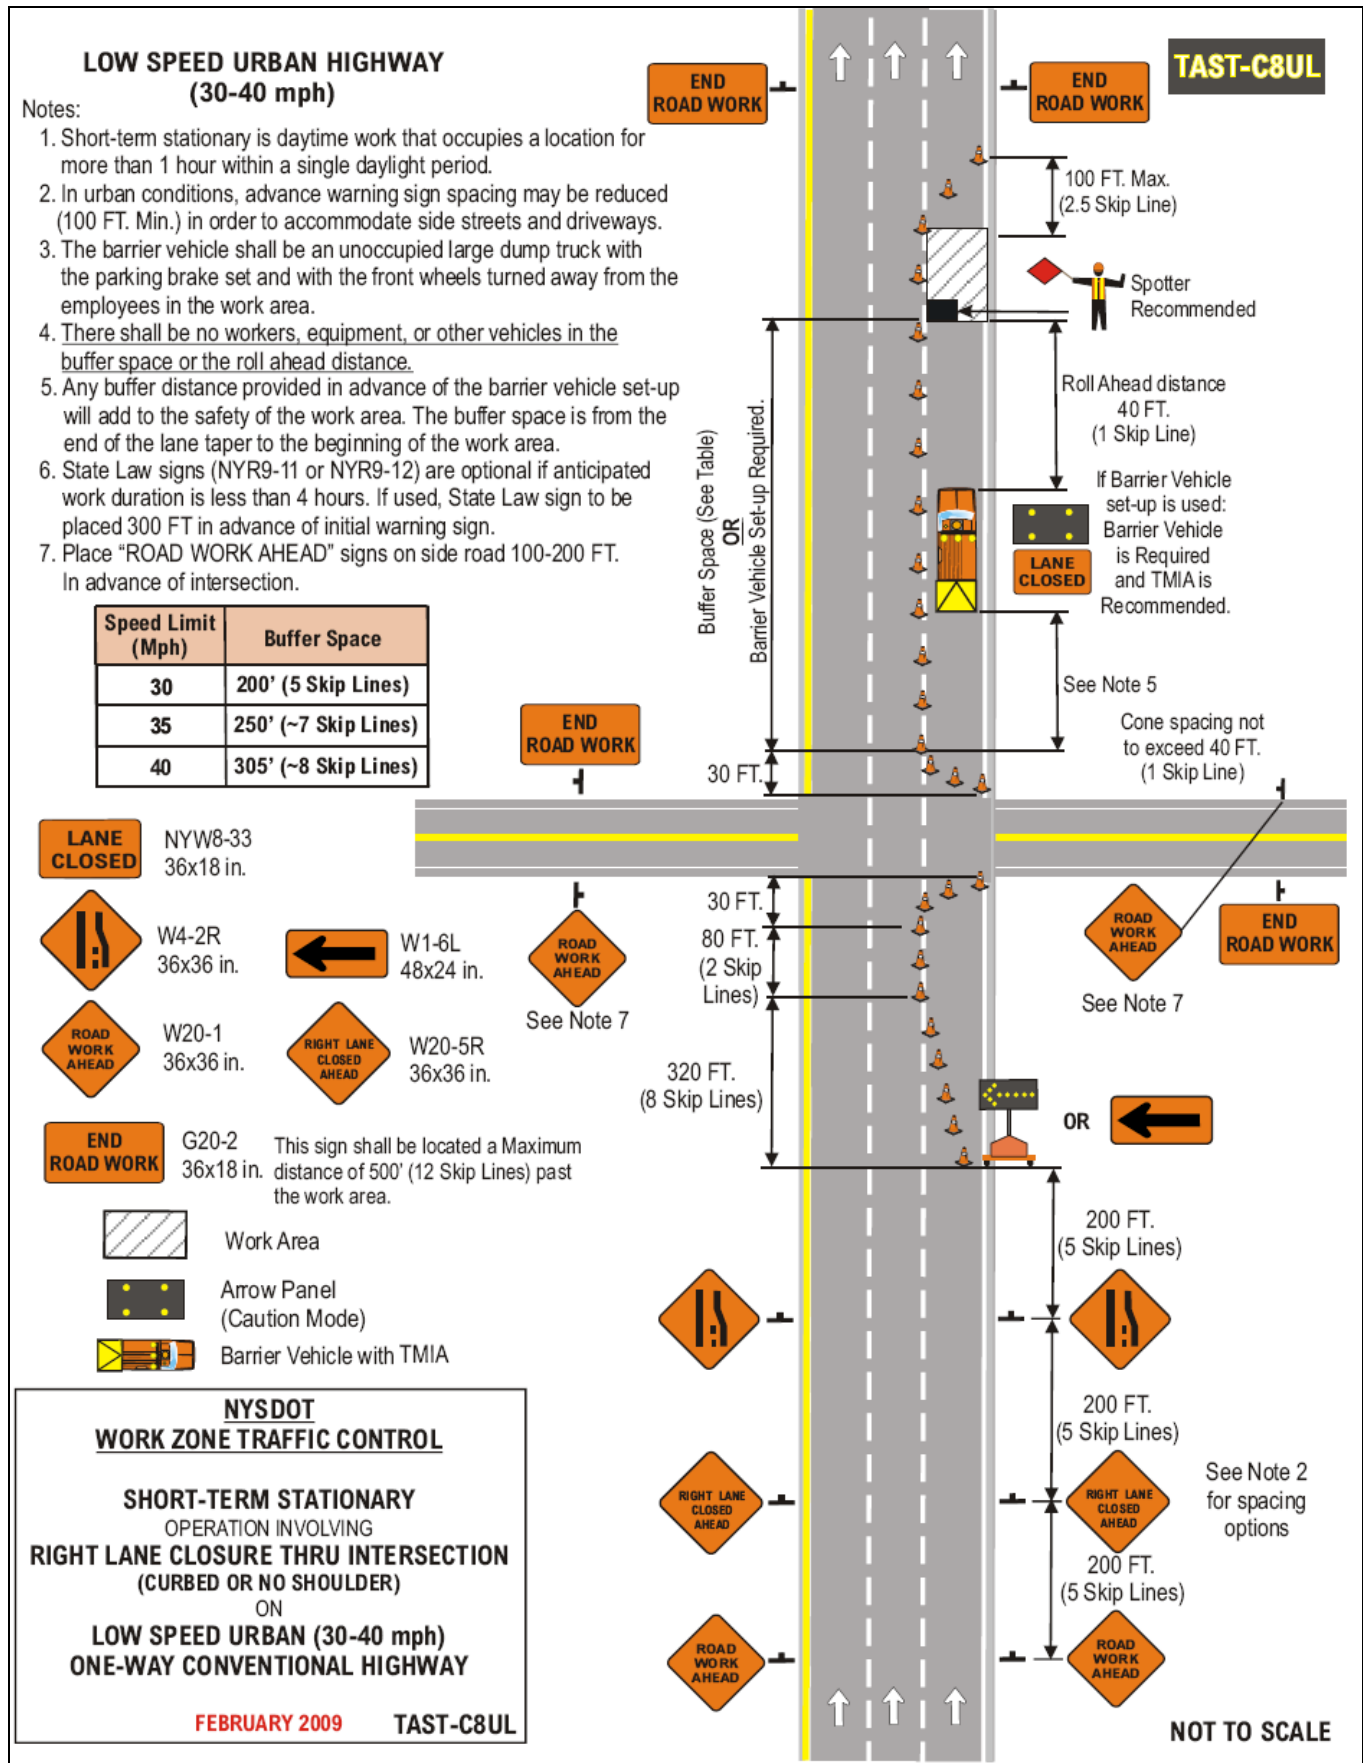 LOW SPEED URBAN HIGHWAY
(30-40 mph)
Notes:
1. Short-term stationary is daytime work that occupies a location for
more than 1 hour within a single daylight period.
2. In urban conditions, advance warning sign spacing may be reduced
(100 FT. Min.) in order to accommodate side streets and driveways.
3. The barrier vehicle shall be an unoccupied large dump truck with
the parking brake set and with the front wheels turned away from the
employees in the work area.
4. There shall be no workers, equipment, or other vehicles in the
buffer space or the roll ahead distance.
5. Any buffer distance provided in advance of the barrier vehicle set-up
will add to the safety of the work area. The buffer space is from the
end of the lane taper to the beginning of the work area.
6. State Law signs (NYR9-11 or NYR9-12) are optional if anticipated
work duration is less than 4 hours. If used, State Law sign to be
placed 300 FT in advance of initial warning sign.
7. Place “ROAD WORK AHEAD” signs on side road 100-200 FT.
In advance of intersection.
Speed Limit
(Mph)
Buffer Space
30
200’ (5 Skip Lines)
35
250’ (~7 Skip Lines)
40
305’ (~8 Skip Lines)
LANE
CLOSED
NYW8-33
36x18 in.
W4-2R
36x36 in.
W1-6L
48x24 in.
ROAD
WORK
AHEAD
W20-1
36x36 in.
RIGHT LANE
CLOSED
AHEAD
W20-5R
36x36 in.
END
ROAD WORK
G20-2
36x18 in.
This sign shall be located a Maximum
distance of 500’ (12 Skip Lines) past
the work area.
Work Area
Arrow Panel
(Caution Mode)
Barrier Vehicle with TMIA
NYSDOT
WORK ZONE TRAFFIC CONTROL
SHORT-TERM STATIONARY
OPERATION INVOLVING
RIGHT LANE CLOSURE THRU INTERSECTION
(CURBED OR NO SHOULDER)
ON
LOW SPEED URBAN (30-40 mph)
ONE-WAY CONVENTIONAL HIGHWAY
FEBRUARY 2009
TAST-C8UL
END
ROAD WORK
END
ROAD WORK
TAST-C8UL
100 FT. Max.
(2.5 Skip Line)
Spotter
Recommended
Roll Ahead distance
40 FT.
(1 Skip Line)
Buffer Space (See Table)
OR
Barrier Vehicle Set-up Required.
If Barrier Vehicle
set-up is used:
Barrier Vehicle
is Required
and TMIA is
Recommended.
LANE
CLOSED
See Note 5
Cone spacing not
to exceed 40 FT.
(1 Skip Line)
END
ROAD WORK
30 FT.
ROAD
WORK
AHEAD
See Note 7
30 FT.
80 FT.
(2 Skip
Lines)
320 FT.
(8 Skip Lines)
ROAD
WORK
AHEAD
See Note 7
END
ROAD WORK
OR
200 FT.
(5 Skip Lines)
200 FT.
(5 Skip Lines)
RIGHT LANE
CLOSED
AHEAD
RIGHT LANE
CLOSED
AHEAD
See Note 2
for spacing
options
200 FT.
(5 Skip Lines)
ROAD
WORK
AHEAD
ROAD
WORK
AHEAD
NOT TO SCALE